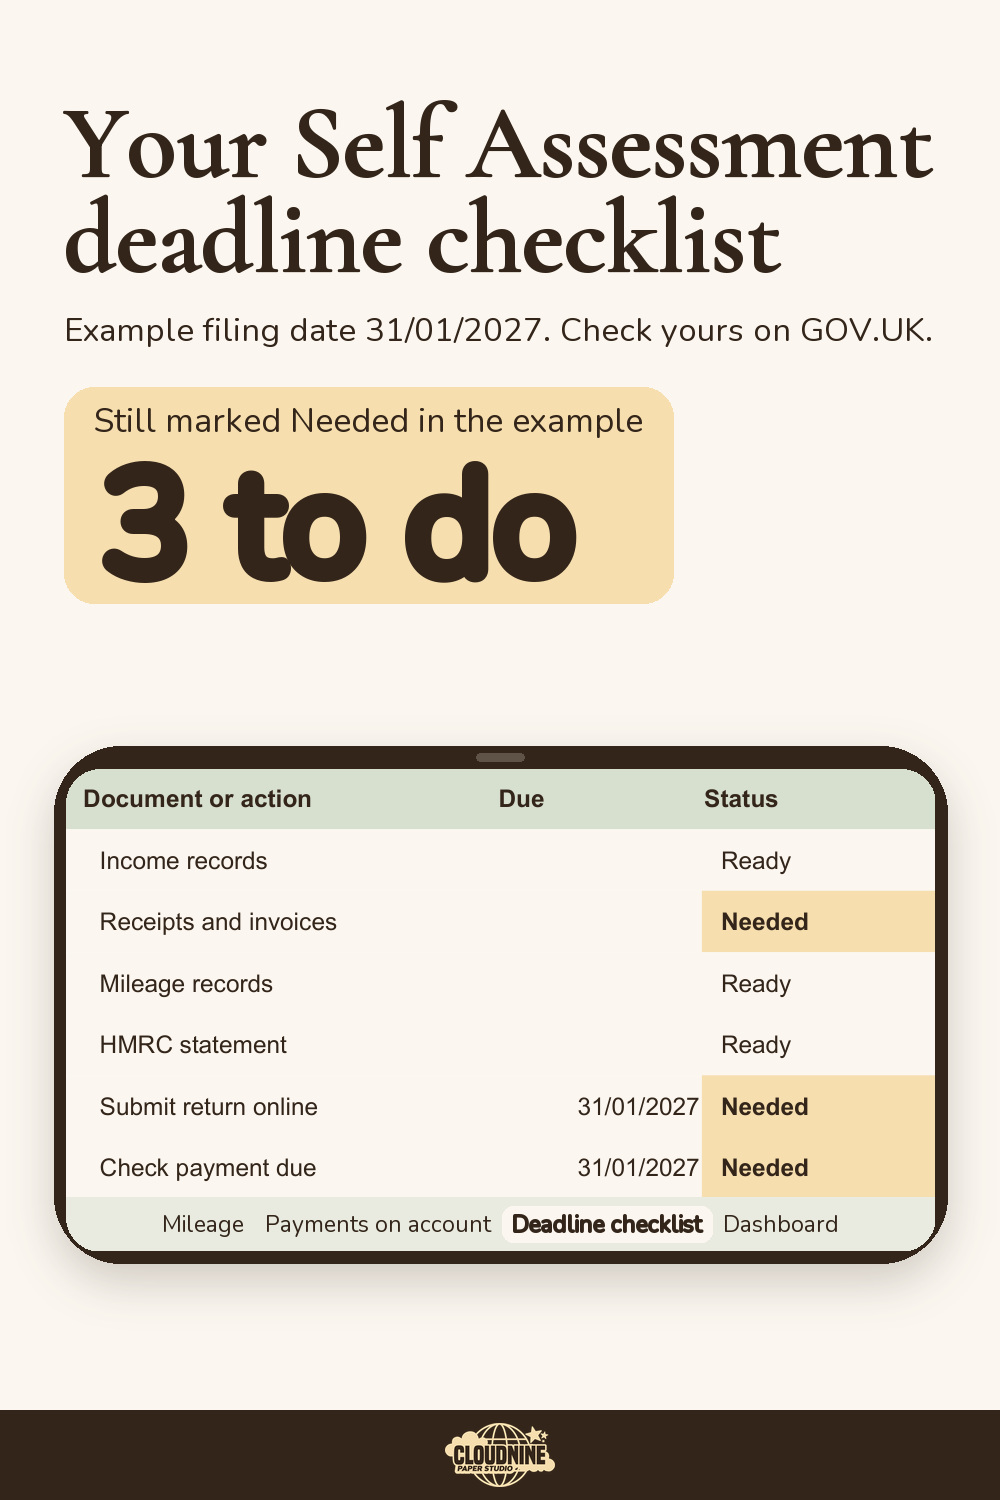 Your Self Assessment
deadline checklist
Example filing date 31/01/2027. Check yours on GOV.UK.
Still marked Needed in the example
3 to do
Document or action Due Status
Income records Ready
Receipts and invoices Needed
Mileage records Ready
HMRC statement Ready
Submit return online 31/01/2027 Needed
Check payment due 31/01/2027 Needed
Mileage Payments on account Deadline checklist Dashboard
CLOUDNINE
PAPER STUDIO